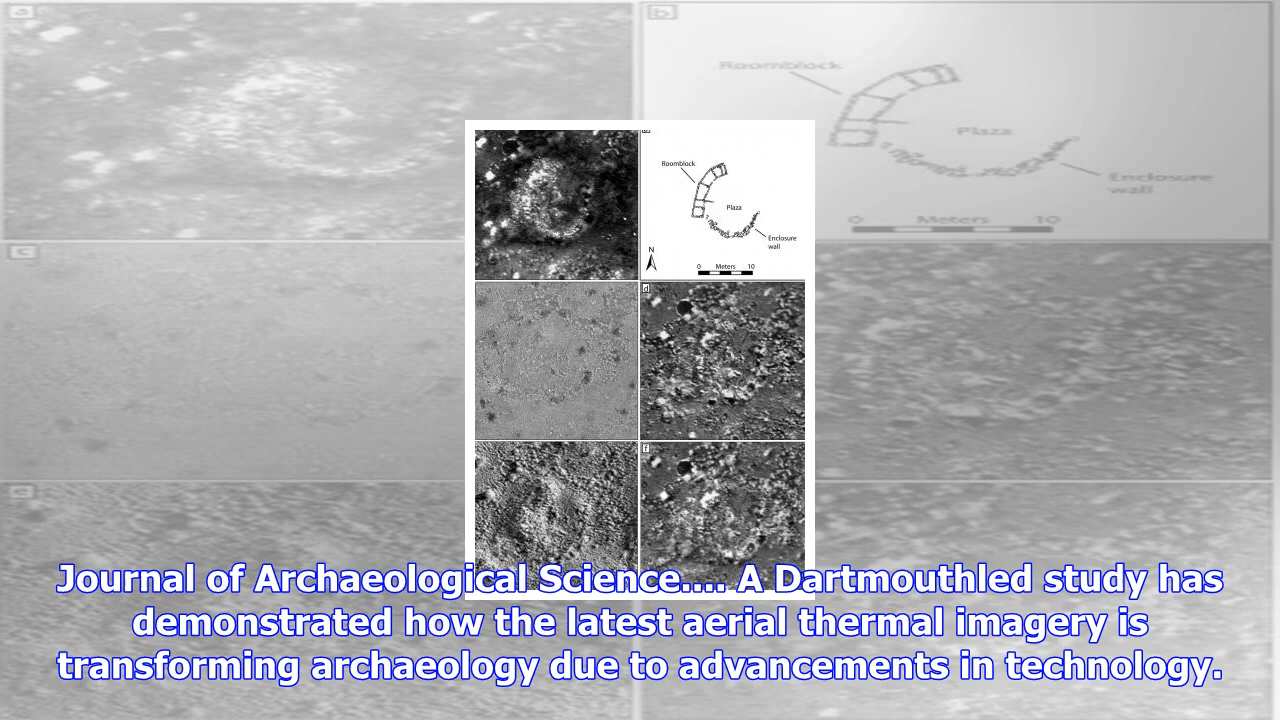 a
b
Roomblock
Plaza
Enclosure
wall
0 Meters 10
c
e
Roomblock
Plaza
Enclosure
wall
N
0 Meters 10
d
f
Journal of Archaeological Science.... A Dartmouthled study has
demonstrated how the latest aerial thermal imagery is
transforming archaeology due to advancements in technology.